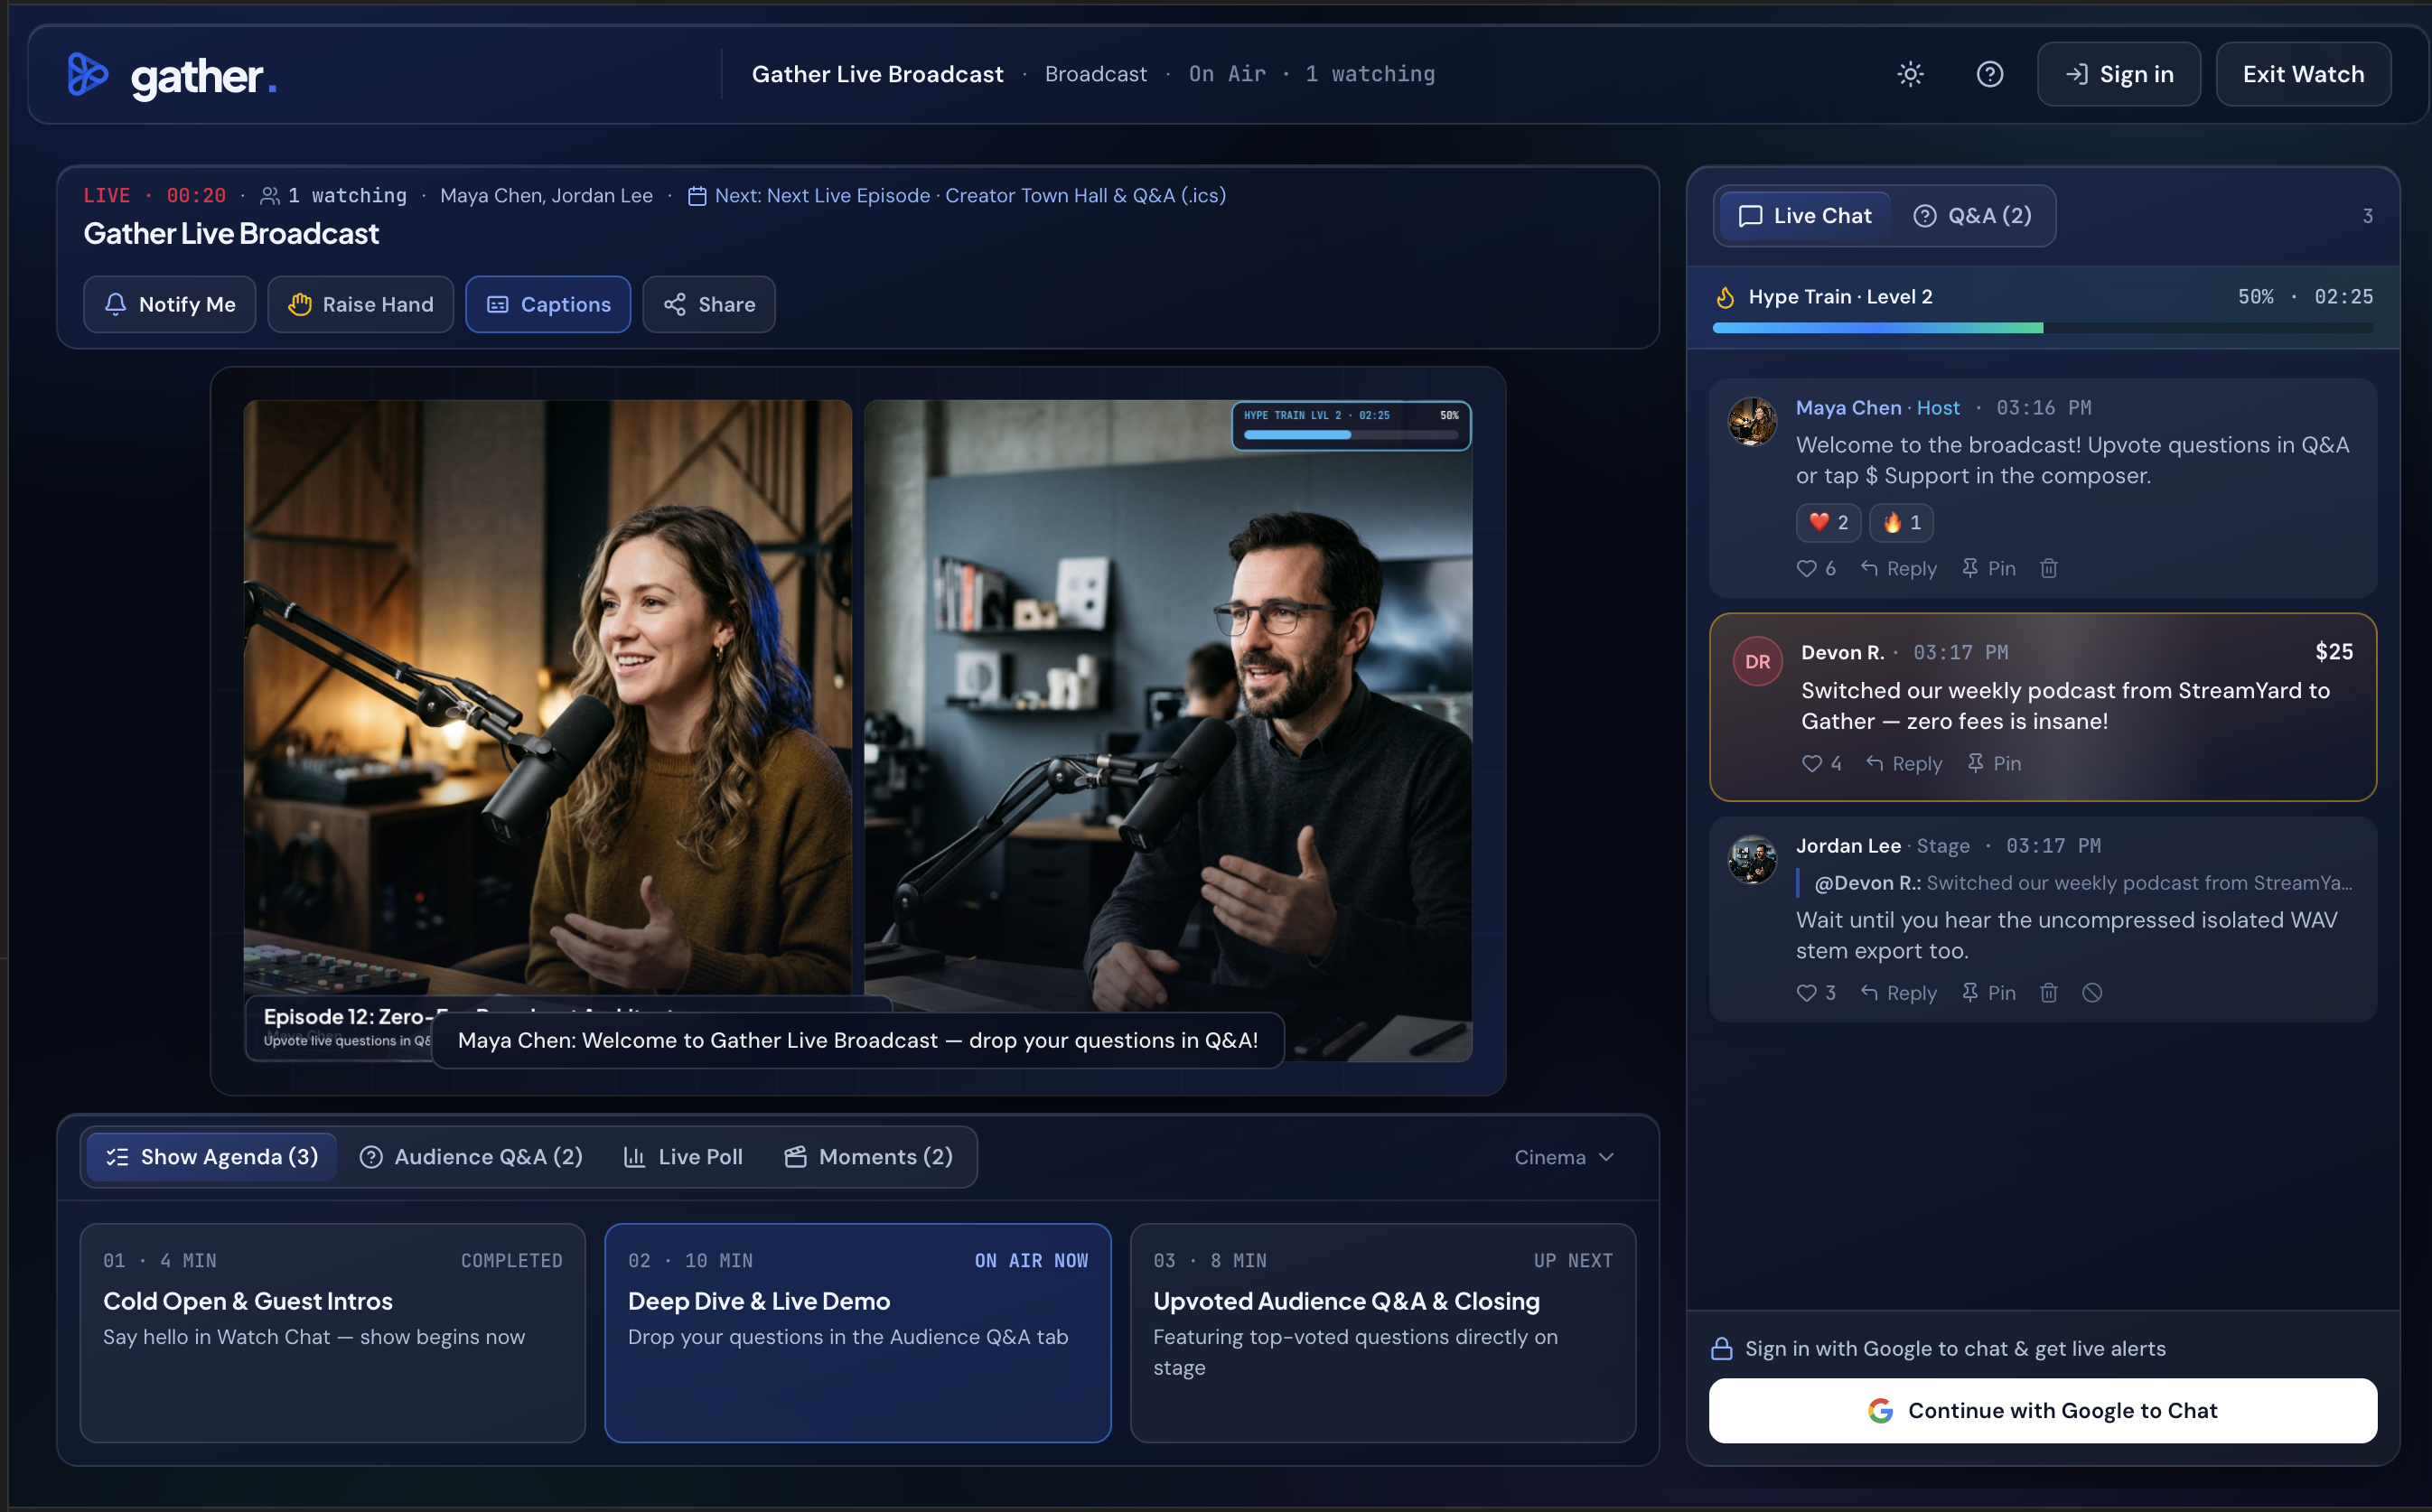 gather.
Gather Live Broadcast · Broadcast · On Air · 1 watching
Sign in
Exit Watch
LIVE · 00:20 · 1 watching · Maya Chen, Jordan Lee · Next: Next Live Episode · Creator Town Hall & Q&A (.ics)
Gather Live Broadcast
Notify Me
Raise Hand
Captions
Share
HYPE TRAIN LVL 2 · 02:25 50%
Episode 12: Zero-
Upvote live questions in Q&
Maya Chen: Welcome to Gather Live Broadcast — drop your questions in Q&A!
Show Agenda (3)
Audience Q&A (2)
Live Poll
Moments (2)
Cinema
01 · 4 MIN COMPLETED
Cold Open & Guest Intros
Say hello in Watch Chat — show begins now
02 · 10 MIN ON AIR NOW
Deep Dive & Live Demo
Drop your questions in the Audience Q&A tab
03 · 8 MIN UP NEXT
Upvoted Audience Q&A & Closing
Featuring top-voted questions directly on
stage
Live Chat
Q&A (2)
3
Hype Train · Level 2 50% · 02:25
Maya Chen · Host · 03:16 PM
Welcome to the broadcast! Upvote questions in Q&A
or tap $ Support in the composer.
❤️ 2 🔥 1
6 Reply Pin
DR
Devon R. · 03:17 PM $25
Switched our weekly podcast from StreamYard to
Gather — zero fees is insane!
4 Reply Pin
Jordan Lee · Stage · 03:17 PM
@Devon R.: Switched our weekly podcast from StreamYa...
Wait until you hear the uncompressed isolated WAV
stem export too.
3 Reply Pin
Sign in with Google to chat & get live alerts
Continue with Google to Chat